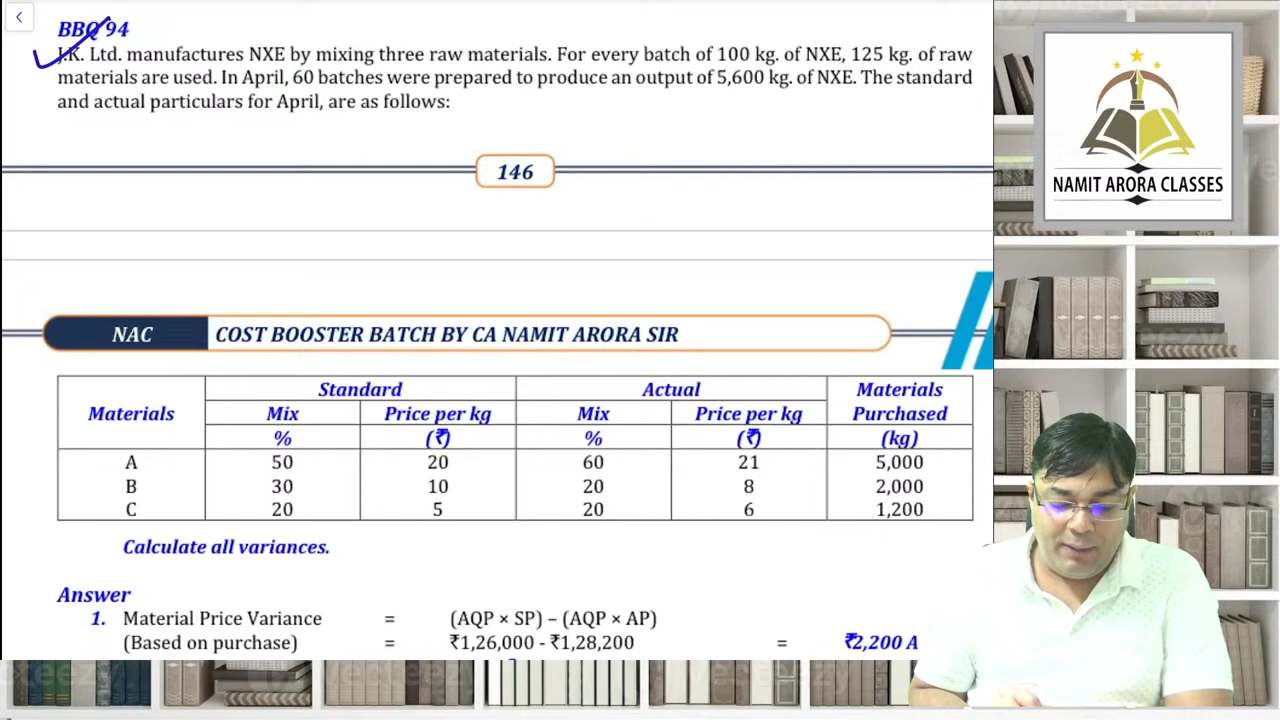 BBQ 94
J.K. Ltd. manufactures NXE by mixing three raw materials. For every batch of 100 kg. of NXE, 125 kg. of raw
materials are used. In April, 60 batches were prepared to produce an output of 5,600 kg. of NXE. The standard
and actual particulars for April, are as follows:
146
NAMIT ARORA CLASSES
NAC COST BOOSTER BATCH BY CA NAMIT ARORA SIR
Materials Standard Actual Materials Purchased (kg)
Mix % Price per kg (₹) Mix % Price per kg (₹)
A 50 20 60 21 5,000
B 30 10 20 8 2,000
C 20 5 20 6 1,200
Calculate all variances.
Answer
1. Material Price Variance = (AQP × SP) – (AQP × AP)
(Based on purchase) = ₹1,26,000 - ₹1,28,200 = ₹2,200 A